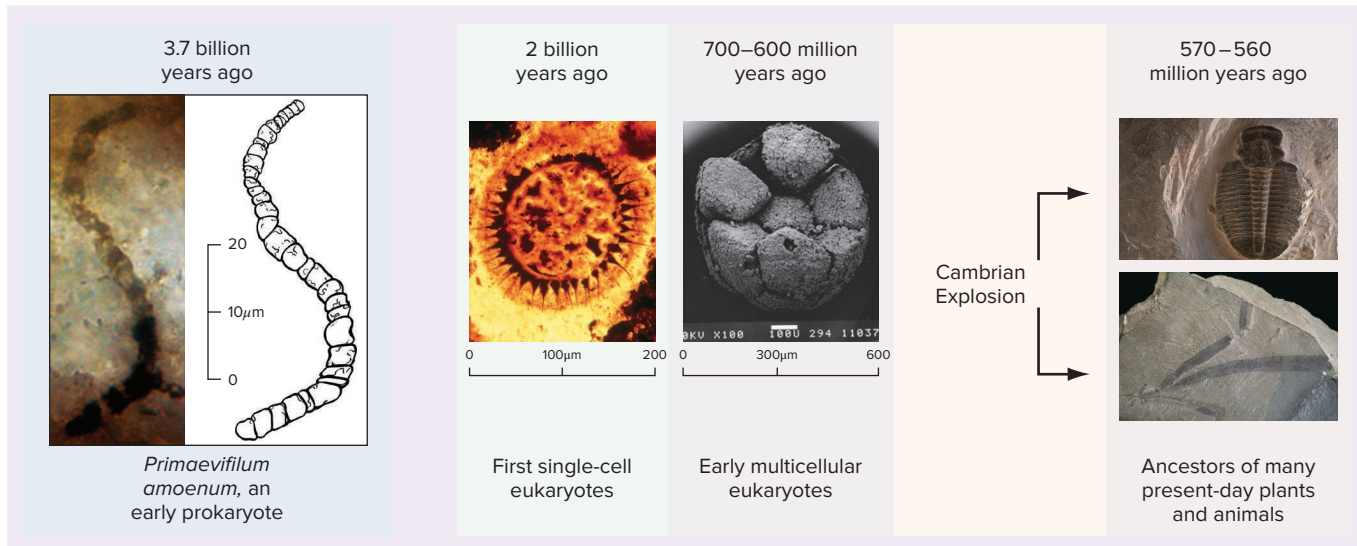 3.7 billion
years ago
20
10μm
0
Primaevifilum
amoenum, an
early prokaryote
2 billion
years ago
0 100μm 200
First single-cell
eukaryotes
700–600 million
years ago
0KV X100 100U 294 11037
0 300μm 600
Early multicellular
eukaryotes
Cambrian
Explosion
570–560
million years ago
Ancestors of many
present-day plants
and animals